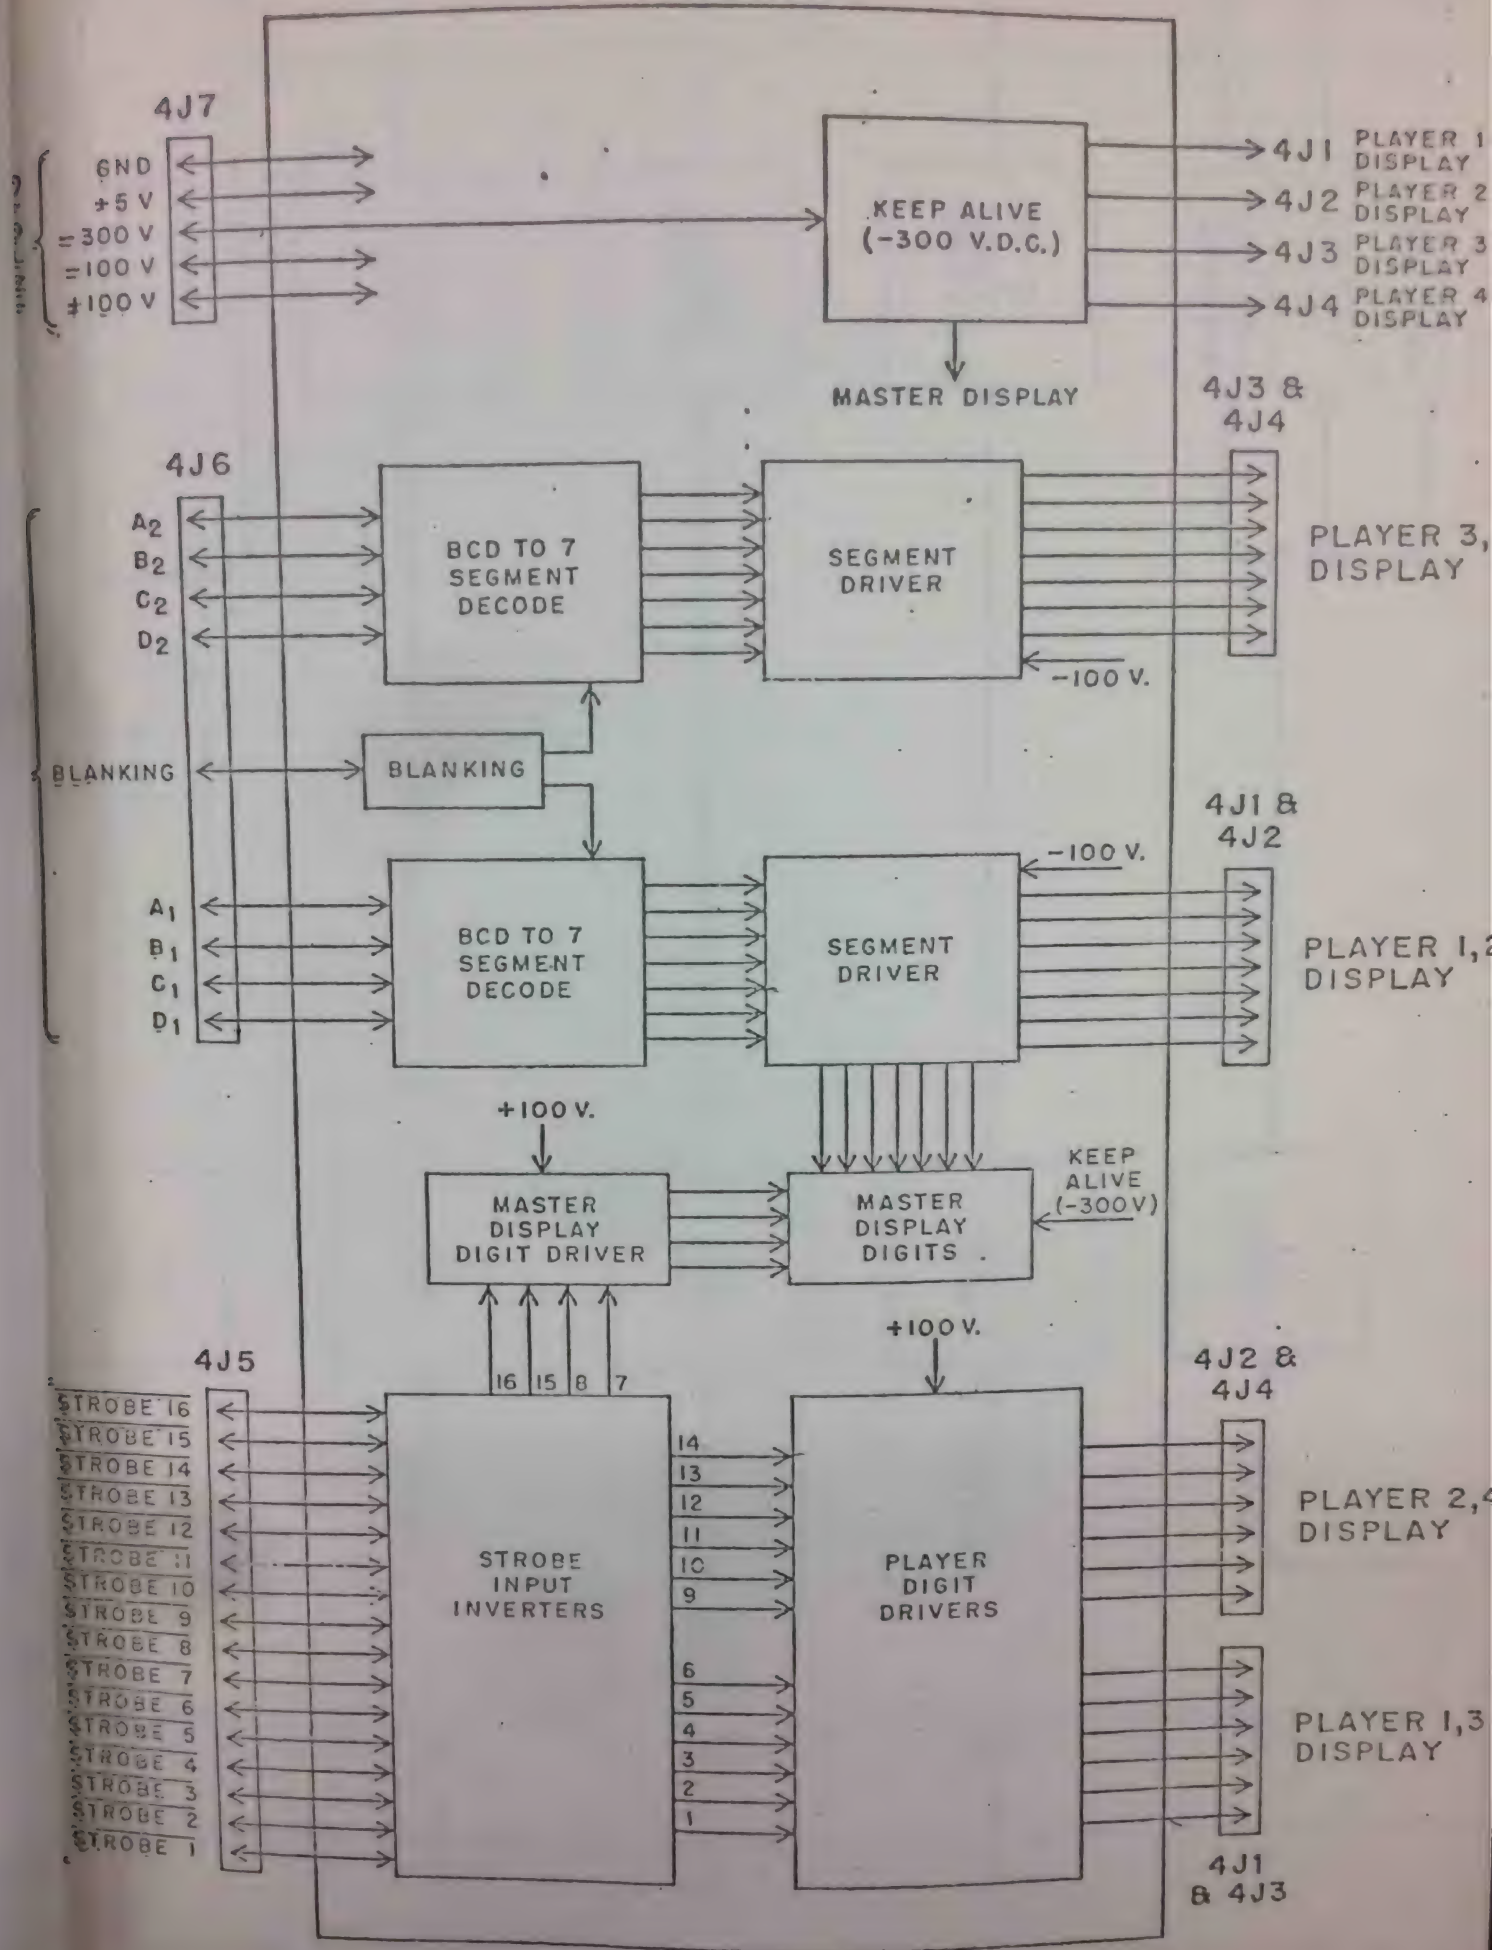 4J7
GND
+5 V
=300 V
=100 V
+100 V
KEEP ALIVE
(-300 V.D.C.)
4J1 PLAYER 1
DISPLAY
4J2 PLAYER 2
DISPLAY
4J3 PLAYER 3
DISPLAY
4J4 PLAYER 4
DISPLAY
MASTER DISPLAY
4J3 &
4J4
4J6
A2
B2
C2
D2
BCD TO 7
SEGMENT
DECODE
SEGMENT
DRIVER
PLAYER 3,
DISPLAY
-100 V.
BLANKING
BLANKING
4J1 &
4J2
-100 V.
A1
B1
C1
D1
BCD TO 7
SEGMENT
DECODE
SEGMENT
DRIVER
PLAYER 1,2
DISPLAY
+100 V.
MASTER
DISPLAY
DIGIT DRIVER
MASTER
DISPLAY
DIGITS
KEEP
ALIVE
(-300V)
16 15 8 7
+100 V.
4J5
STROBE 16
STROBE 15
STROBE 14
STROBE 13
STROBE 12
STROBE 11
STROBE 10
STROBE 9
STROBE 8
STROBE 7
STROBE 6
STROBE 5
STROBE 4
STROBE 3
STROBE 2
STROBE 1
STROBE
INPUT
INVERTERS
14
13
12
11
10
9
6
5
4
3
2
1
PLAYER
DIGIT
DRIVERS
4J2 &
4J4
PLAYER 2,4
DISPLAY
PLAYER 1,3
DISPLAY
4J1
& 4J3